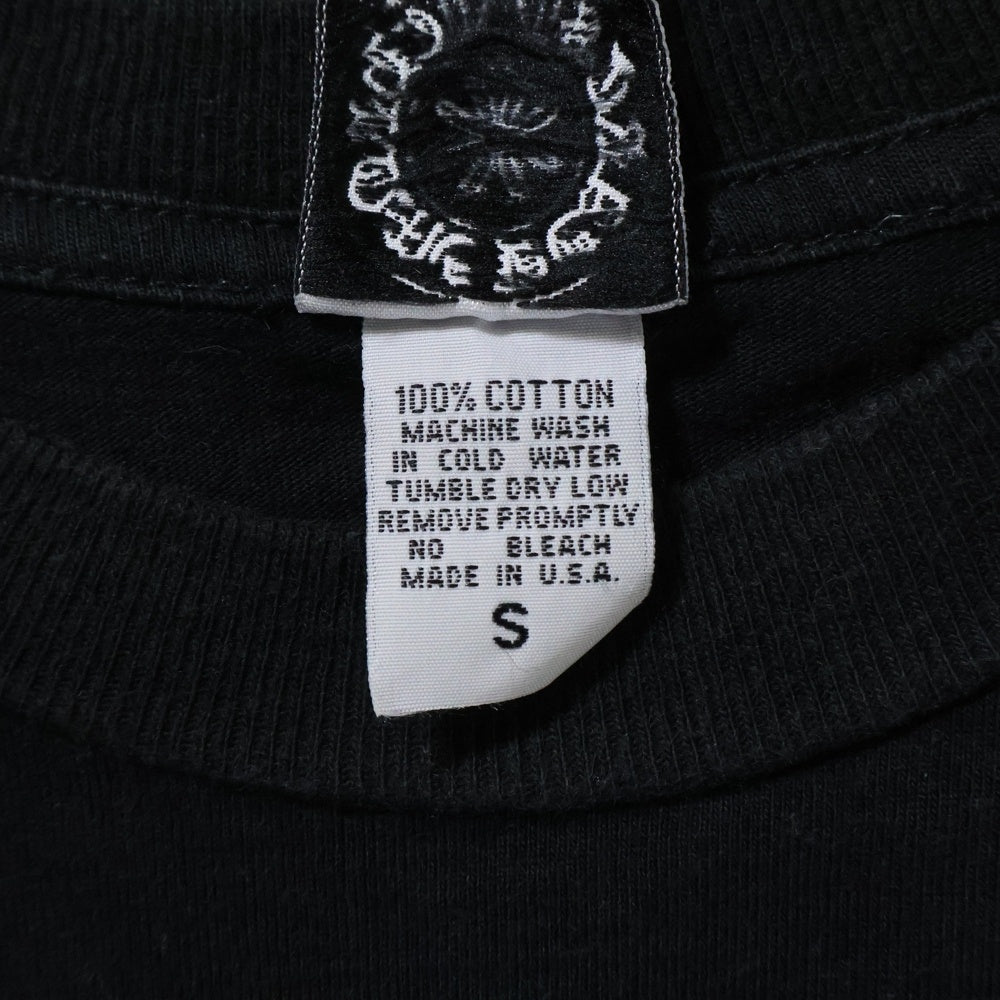 100% COTTON
MACHINE WASH
IN COLD WATER
TUMBLE DRY LOW
REMOVE PROMPTLY
NO BLEACH
MADE IN U.S.A.
S